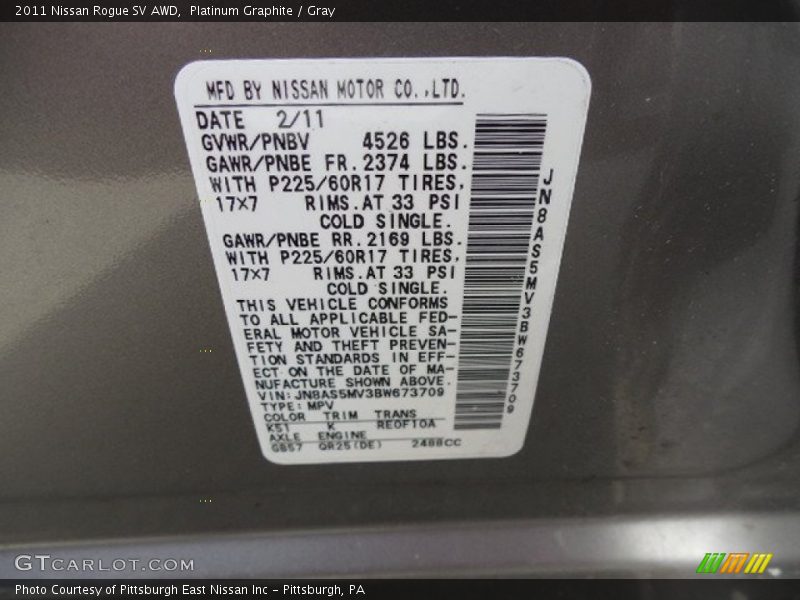 2011 Nissan Rogue SV AWD,  Platinum Graphite / Gray
MFD BY NISSAN MOTOR CO.,LTD.
DATE 2/11
GVWR/PNBV 4526 LBS.
GAWR/PNBE FR. 2374 LBS.
WITH P225/60R17 TIRES,
17X7 RIMS.AT 33 PSI
COLD SINGLE.
GAWR/PNBE RR. 2169 LBS.
WITH P225/60R17 TIRES,
17X7 RIMS.AT 33 PSI
COLD SINGLE.
THIS VEHICLE CONFORMS
TO ALL APPLICABLE FED-
ERAL MOTOR VEHICLE SA-
FETY AND THEFT PREVEN-
TION STANDARDS IN EFF-
ECT ON THE DATE OF MA-
NUFACTURE SHOWN ABOVE.
VIN:JN8AS5MV3BW673709
TYPE: MPV
COLOR TRIM TRANS
K51 K RE0F10A
AXLE ENGINE
GB57 QR25(DE) 2488CC
JN8AS5MV3BW673709
GTCARLOT.COM
Photo Courtesy of Pittsburgh East Nissan Inc - Pittsburgh, PA